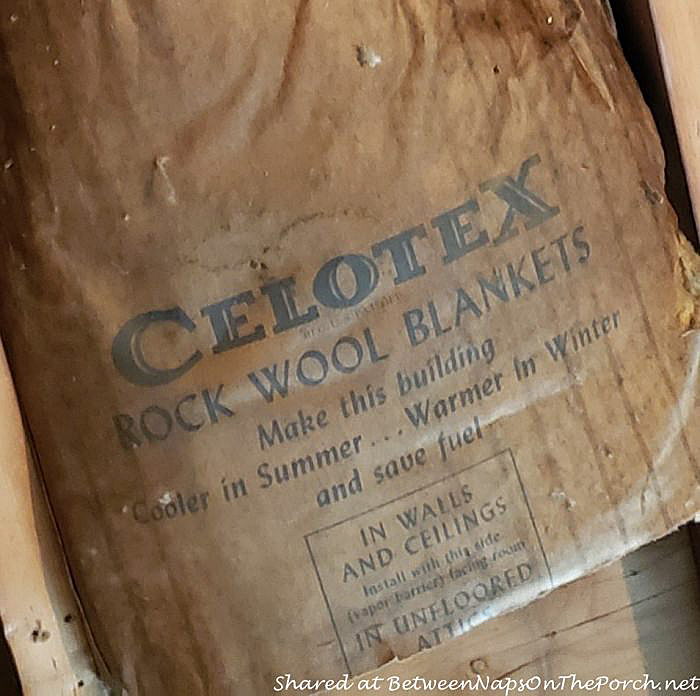 CELOTEX
ROCK WOOL BLANKETS
Make this building
Cooler in Summer... Warmer in Winter
and save fuel
IN WALLS
AND CEILINGS
Install with this side
(vapor barrier) facing room
IN UNFLOORED
ATTICS
Shared at BetweenNapsOnThePorch.net